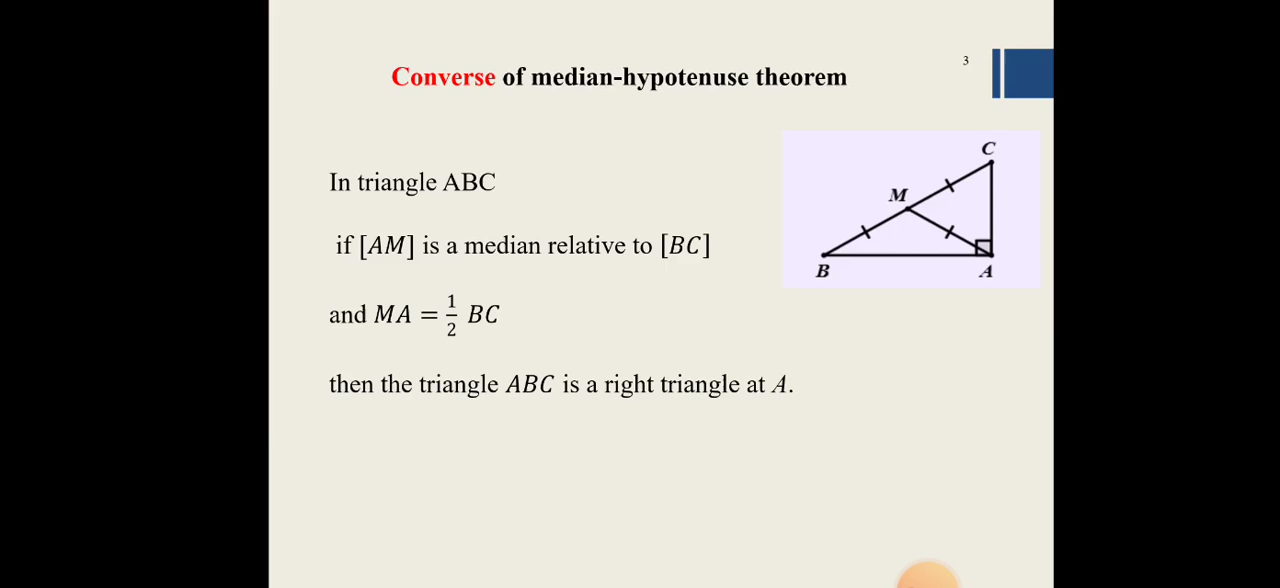 Converse of median-hypotenuse theorem
3
In triangle ABC
if [AM] is a median relative to [BC]
and MA = 1/2 BC
then the triangle ABC is a right triangle at A.
C
M
B
A